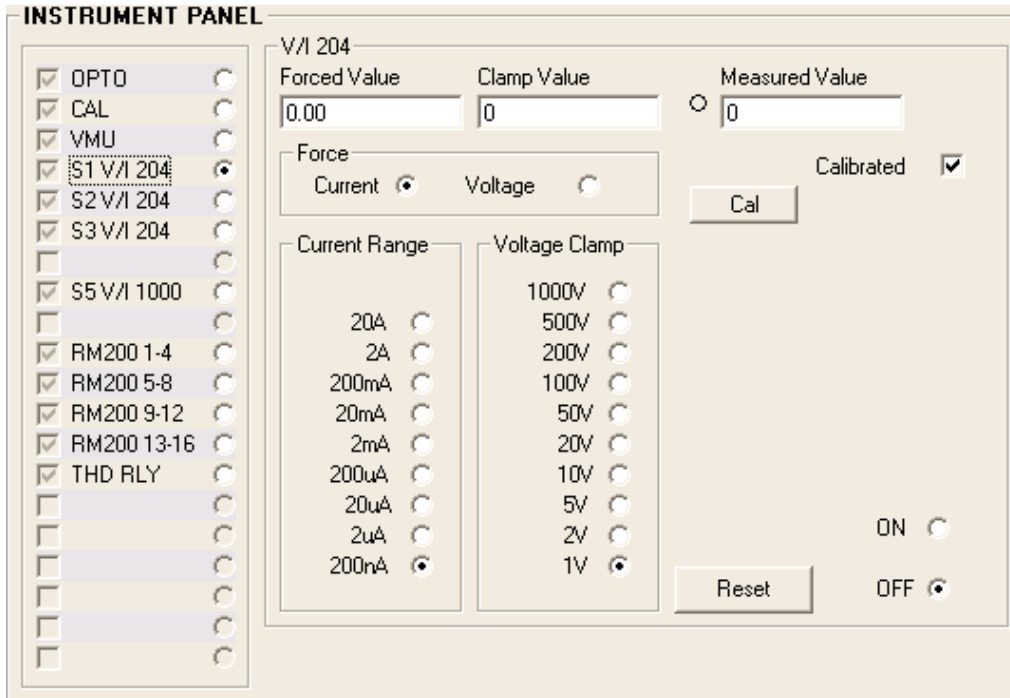 INSTRUMENT PANEL
OPTO
CAL
VMU
S1 V/I 204
S2 V/I 204
S3 V/I 204
S5 V/I 1000
RM200 1-4
RM200 5-8
RM200 9-12
RM200 13-16
THD RLY
V/I 204
Forced Value Clamp Value Measured Value
0.00 0 0
Force
Current Voltage
Calibrated
Cal
Current Range
20A
2A
200mA
20mA
2mA
200uA
20uA
2uA
200nA
Voltage Clamp
1000V
500V
200V
100V
50V
20V
10V
5V
2V
1V
ON
Reset OFF